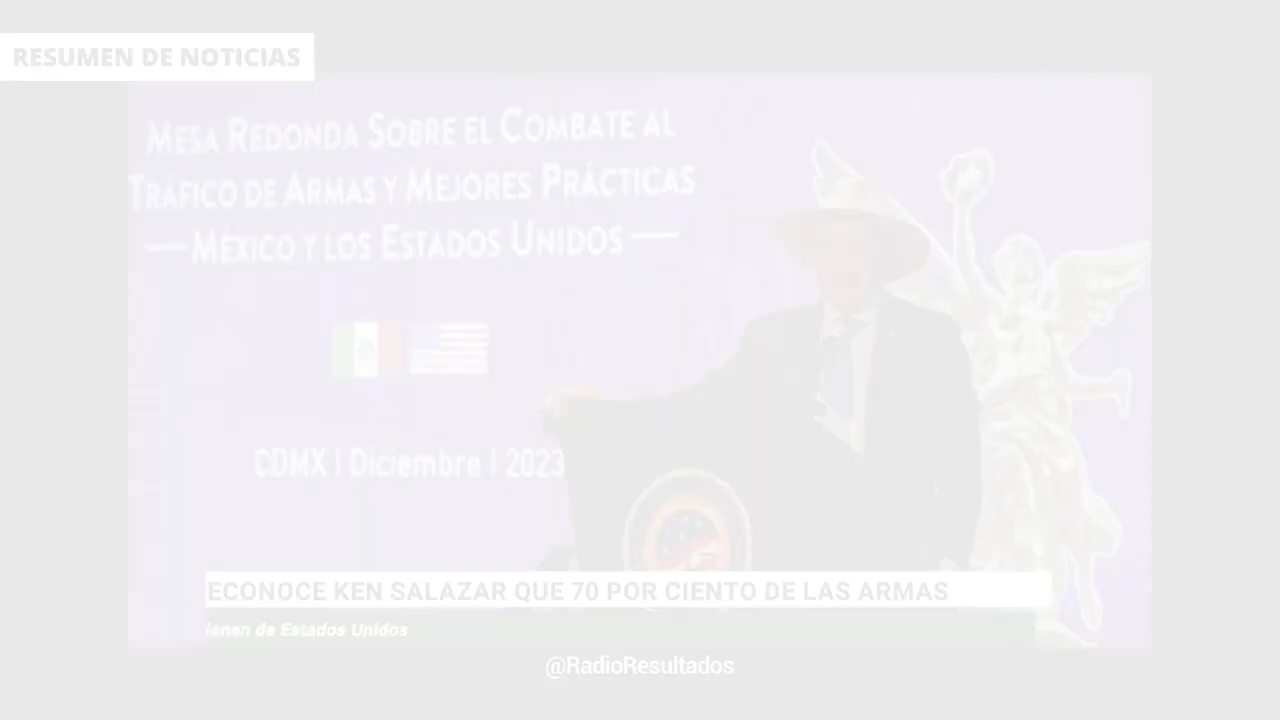 RESUMEN DE NOTICIAS
MESA REDONDA SOBRE EL COMBATE AL
TRÁFICO DE ARMAS Y MEJORES PRÁCTICAS
— MÉXICO Y LOS ESTADOS UNIDOS —
CDMX | Diciembre | 2023
ECONOCE KEN SALAZAR QUE 70 POR CIENTO DE LAS ARMAS
ienen de Estados Unidos
@RadioResultados